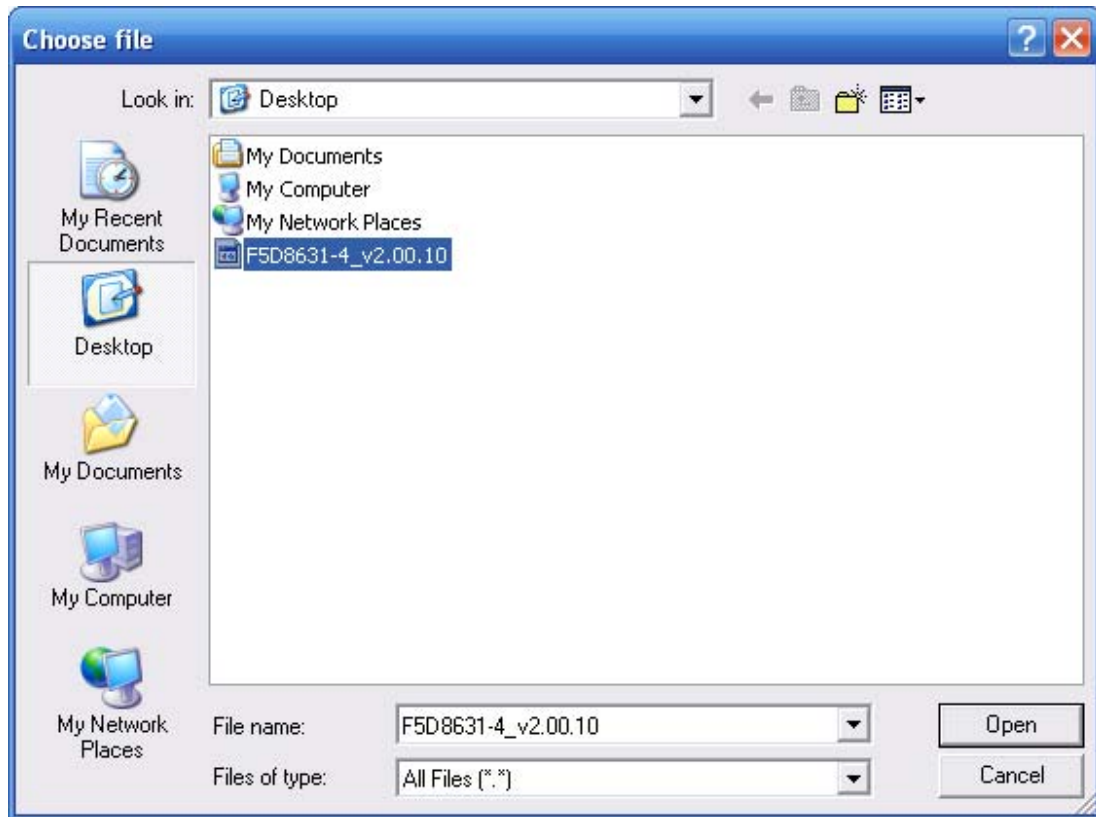 Choose file
Look in:
Desktop
My Documents
My Computer
My Network Places
F5D8631-4_v2.00.10
My Recent
Documents
Desktop
My Documents
My Computer
My Network
Places
File name:
F5D8631-4_v2.00.10
Open
Files of type:
All Files (*.*)
Cancel